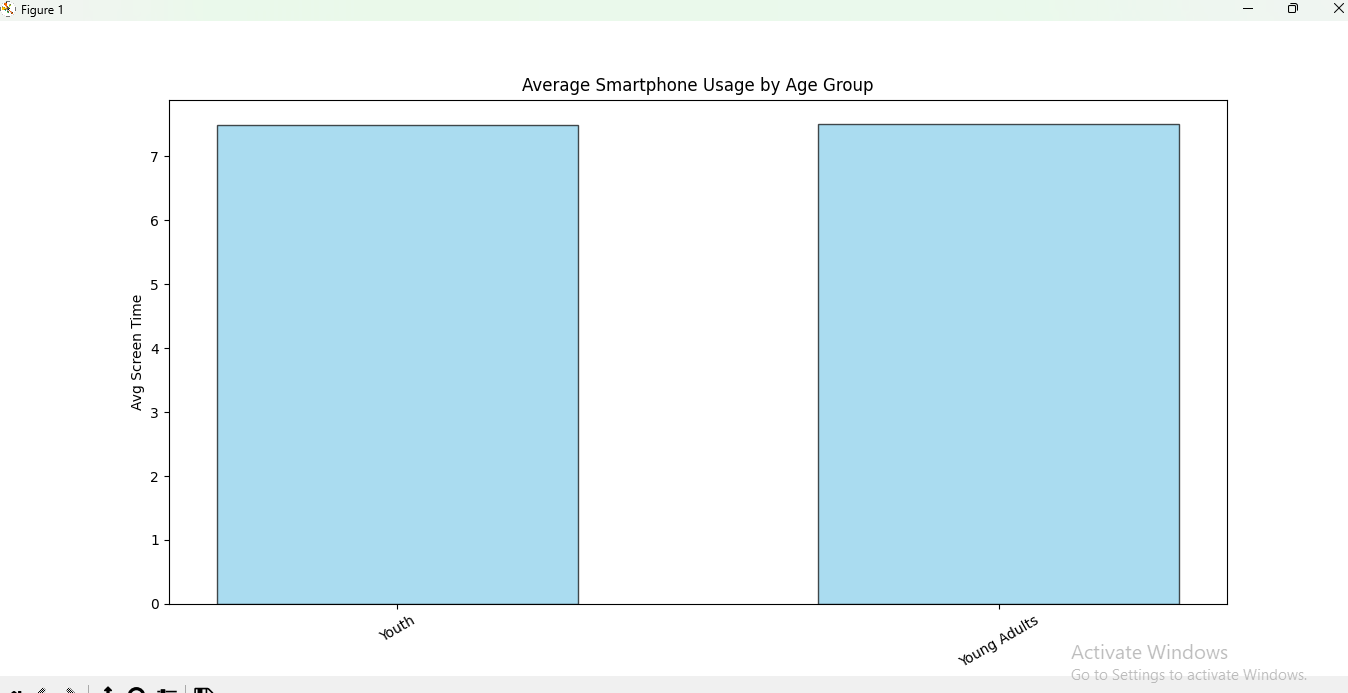 Figure 1
Average Smartphone Usage by Age Group
7
6
5
4
3
2
1
0
Avg Screen Time
Youth
Young Adults
Activate Windows
Go to Settings to activate Windows.